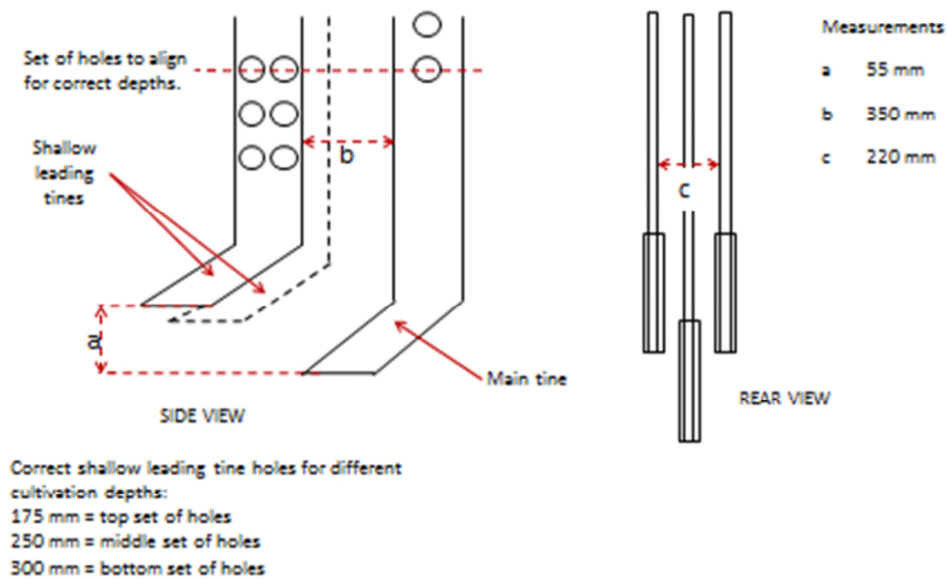 Set of holes to align
for correct depths.
Shallow
leading
tines
b
a
Main tine
SIDE VIEW
c
REAR VIEW
Measurements
a 55 mm
b 350 mm
c 220 mm
Correct shallow leading tine holes for different
cultivation depths:
175 mm = top set of holes
250 mm = middle set of holes
300 mm = bottom set of holes